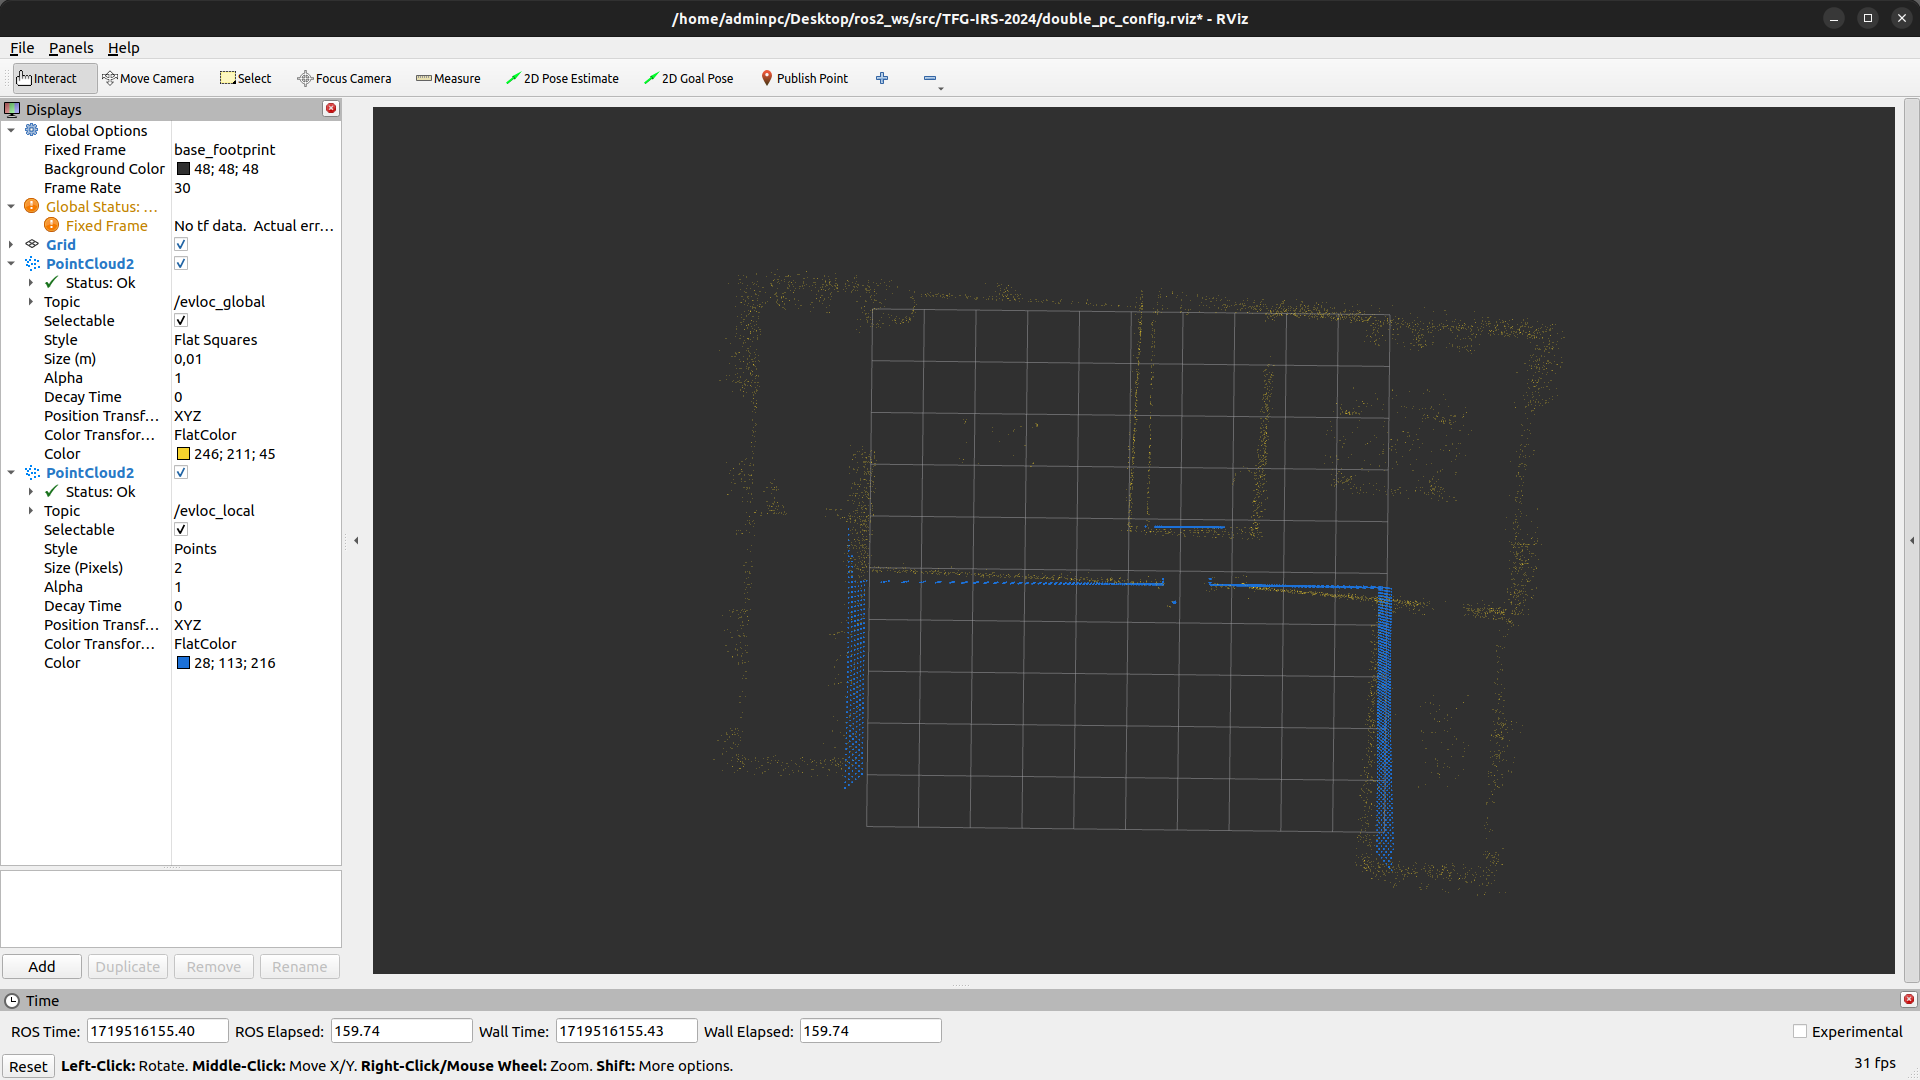 /home/adminpc/Desktop/ros2_ws/src/TFG-IRS-2024/double_pc_config.rviz* - RViz
File Panels Help
Interact Move Camera Select Focus Camera Measure 2D Pose Estimate 2D Goal Pose Publish Point
Displays
Global Options
Fixed Frame base_footprint
Background Color 48; 48; 48
Frame Rate 30
Global Status: ...
Fixed Frame No tf data.  Actual err...
Grid
PointCloud2
Status: Ok
Topic /evloc_global
Selectable
Style Flat Squares
Size (m) 0,01
Alpha 1
Decay Time 0
Position Transf... XYZ
Color Transfor... FlatColor
Color 246; 211; 45
PointCloud2
Status: Ok
Topic /evloc_local
Selectable
Style Points
Size (Pixels) 2
Alpha 1
Decay Time 0
Position Transf... XYZ
Color Transfor... FlatColor
Color 28; 113; 216
Add Duplicate Remove Rename
Time
ROS Time: 1719516155.40 ROS Elapsed: 159.74 Wall Time: 1719516155.43 Wall Elapsed: 159.74 Experimental
Reset Left-Click: Rotate. Middle-Click: Move X/Y. Right-Click/Mouse Wheel: Zoom. Shift: More options. 31 fps